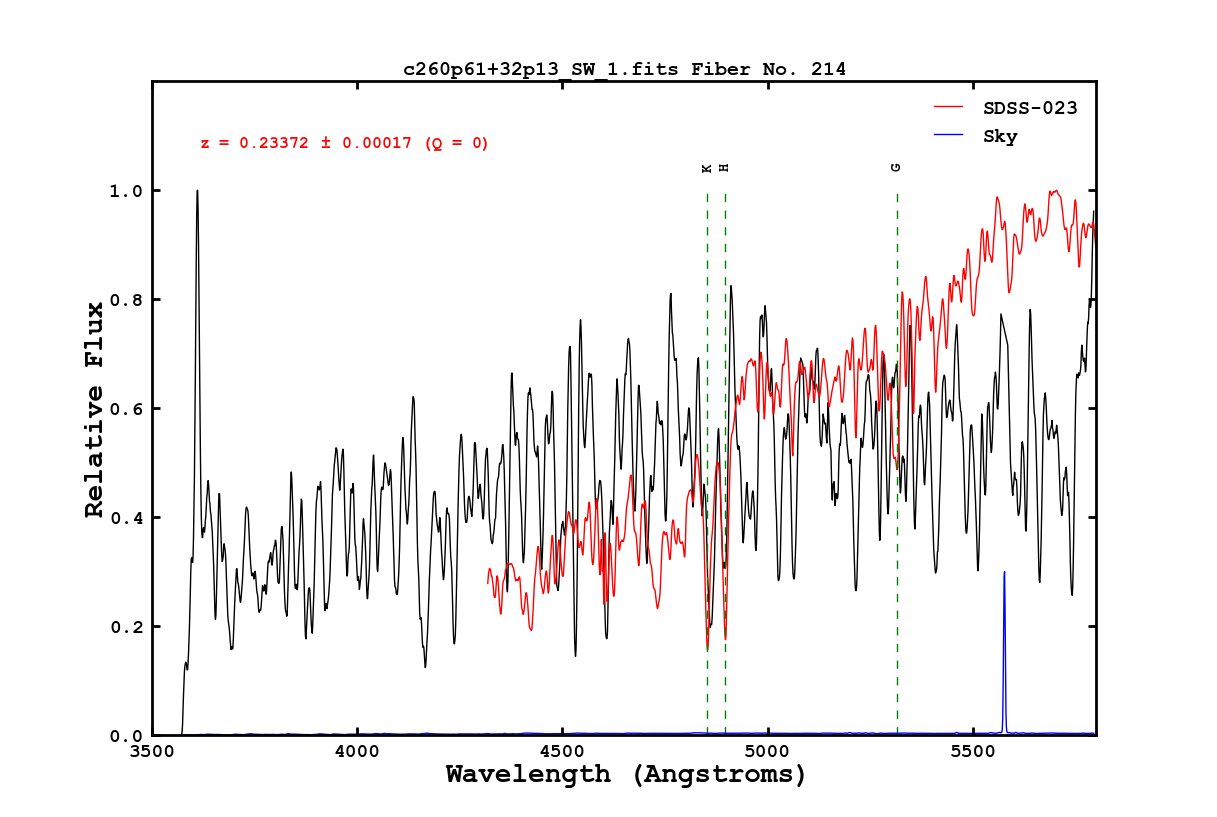 c260p61+32p13_SW_1.fits Fiber No. 214
SDSS-023
Sky
z = 0.23372 ± 0.00017 (Q = 0)
K H G
1.0
0.8
0.6
0.4
0.2
0.0
Relative Flux
3500 4000 4500 5000 5500
Wavelength (Angstroms)